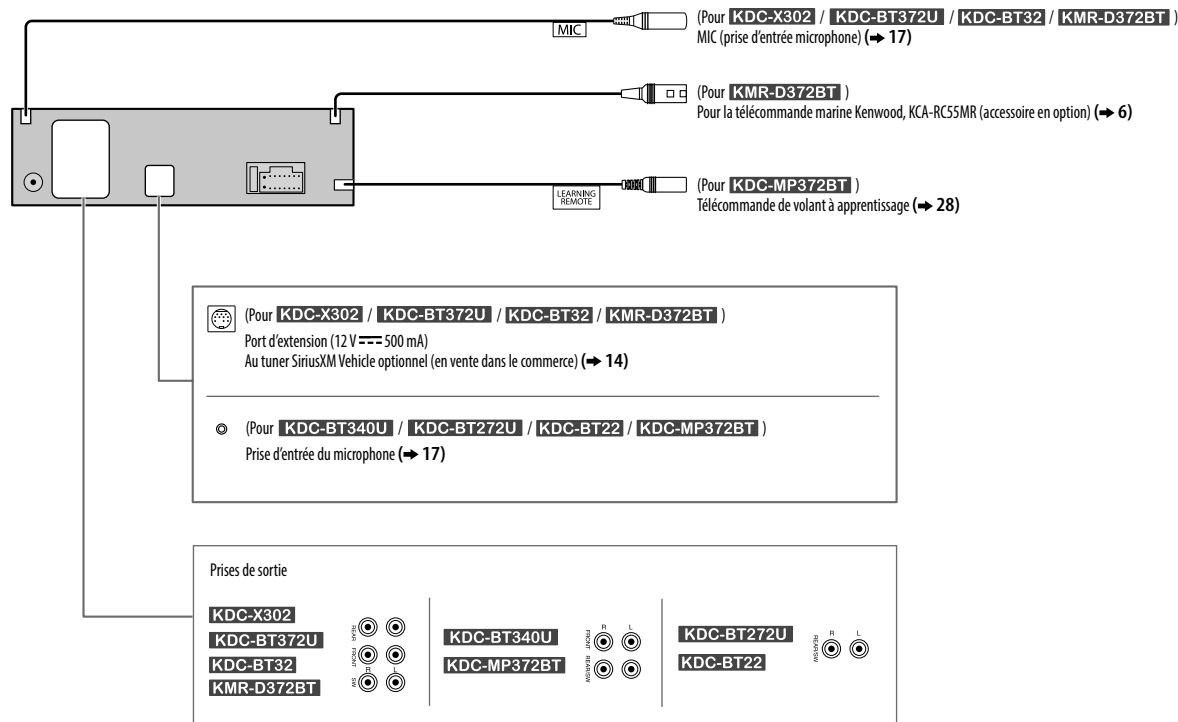 (Pour KDC-X302 / KDC-BT372U / KDC-BT32 / KMR-D372BT )
MIC
MIC (prise d'entrée microphone) (➜ 17)
(Pour KMR-D372BT )
Pour la télécommande marine Kenwood, KCA-RC55MR (accessoire en option) (➜ 6)
(Pour KDC-MP372BT )
LEARNING
REMOTE
Télécommande de volant à apprentissage (➜ 28)
(Pour KDC-X302 / KDC-BT372U / KDC-BT32 / KMR-D372BT )
Port d'extension (12 V ⎓ 500 mA)
Au tuner SiriusXM Vehicle optionnel (en vente dans le commerce) (➜ 14)
(Pour KDC-BT340U / KDC-BT272U / KDC-BT22 / KDC-MP372BT )
Prise d'entrée du microphone (➜ 17)
Prises de sortie
KDC-X302
KDC-BT372U
KDC-BT32
KMR-D372BT
REAR
FRONT
R L
SW
KDC-BT340U
KDC-MP372BT
R L
FRONT
REAR/SW
KDC-BT272U
KDC-BT22
R L
REAR/SW